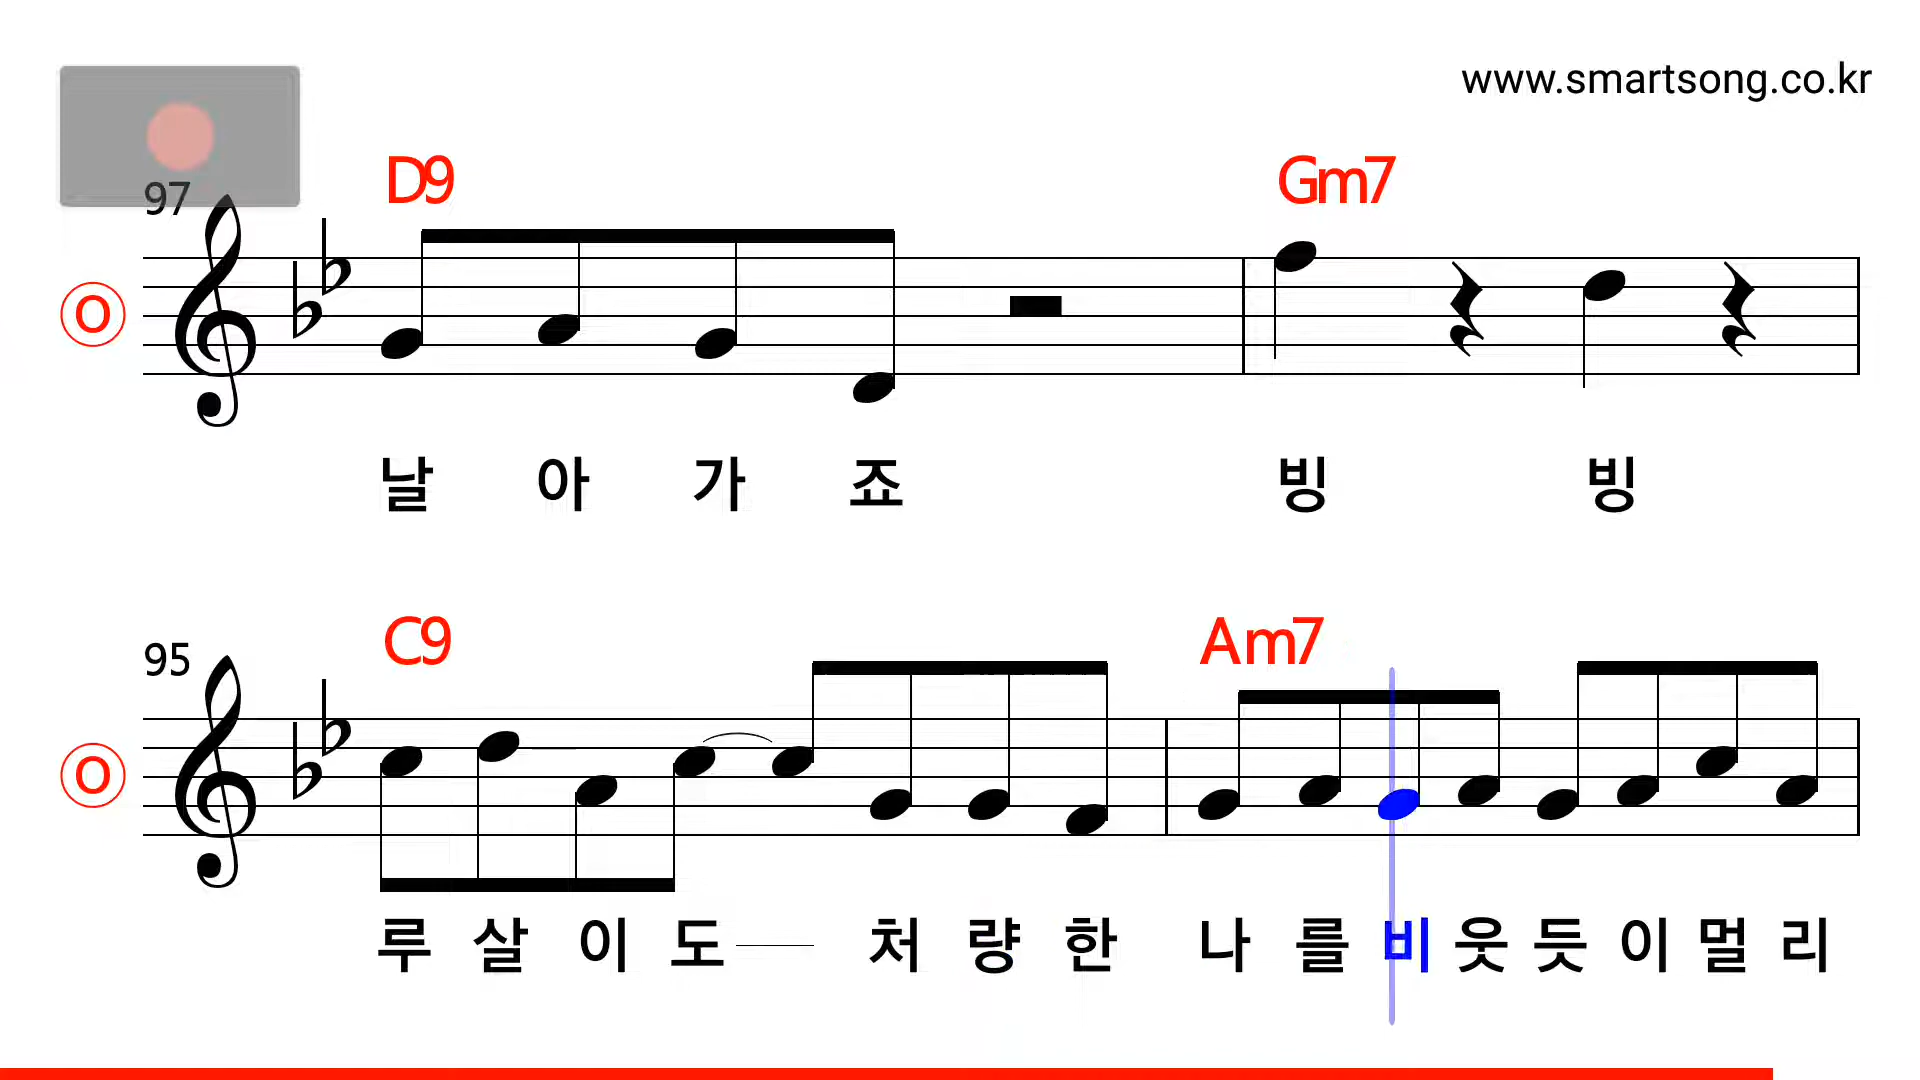 www.smartsong.co.kr
97 D9 Gm7
O
날 아 가 죠 빙 빙
95 C9 Am7
O
루 살 이 도 처 량 한 나 를 비 웃 듯 이 멀 리